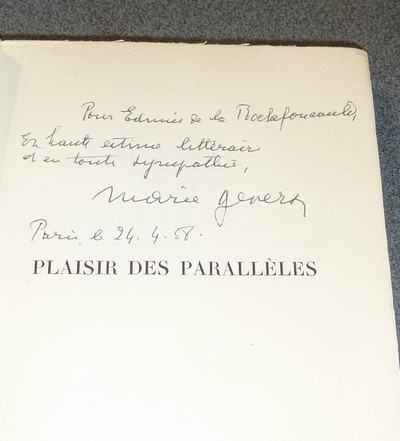 Pour Edmée de la Rochefoucauld,
En haute estime littéraire
et en toute sympathie,
Marie Gevers
Paris, le 24. 4. 58.
PLAISIR DES PARALLÈLES